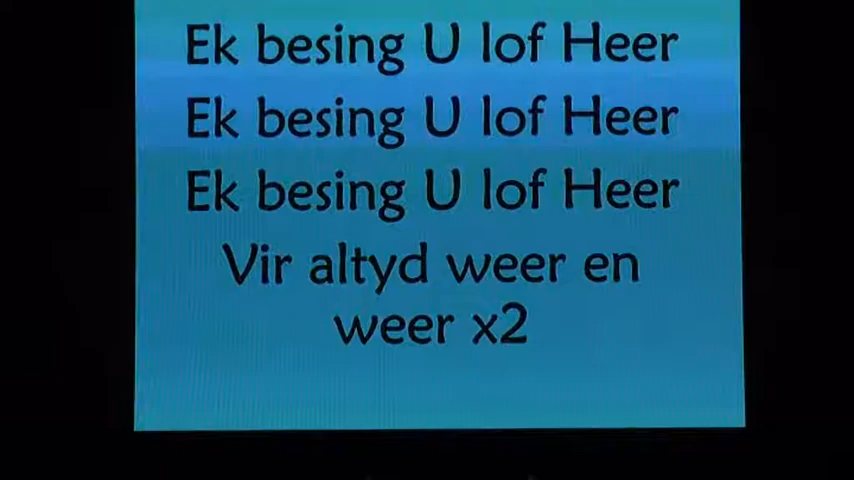 Ek besing U lof Heer
Ek besing U lof Heer
Ek besing U lof Heer
Vir altyd weer en
weer x2